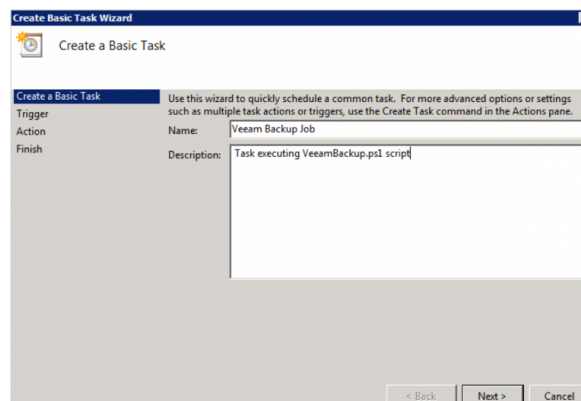 Create Basic Task Wizard
Create a Basic Task
Create a Basic Task
Trigger
Action
Finish
Use this wizard to quickly schedule a common task. For more advanced options or settings
such as multiple task actions or triggers, use the Create Task command in the Actions pane.
Name: Veeam Backup Job
Description: Task executing VeeamBackup.ps1 script
< Back Next > Cancel